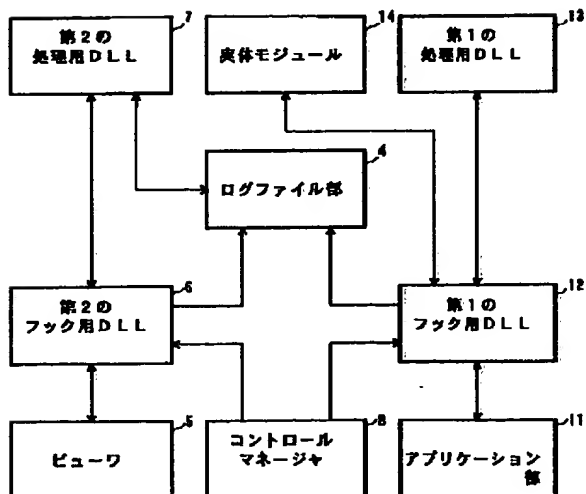 7
第2の
処理用DLL
14
実体モジュール
13
第1の
処理用DLL
4
ログファイル部
6
第2の
フック用DLL
12
第1の
フック用DLL
5
ビューワ
8
コントロール
マネージャ
11
アプリケーション
部